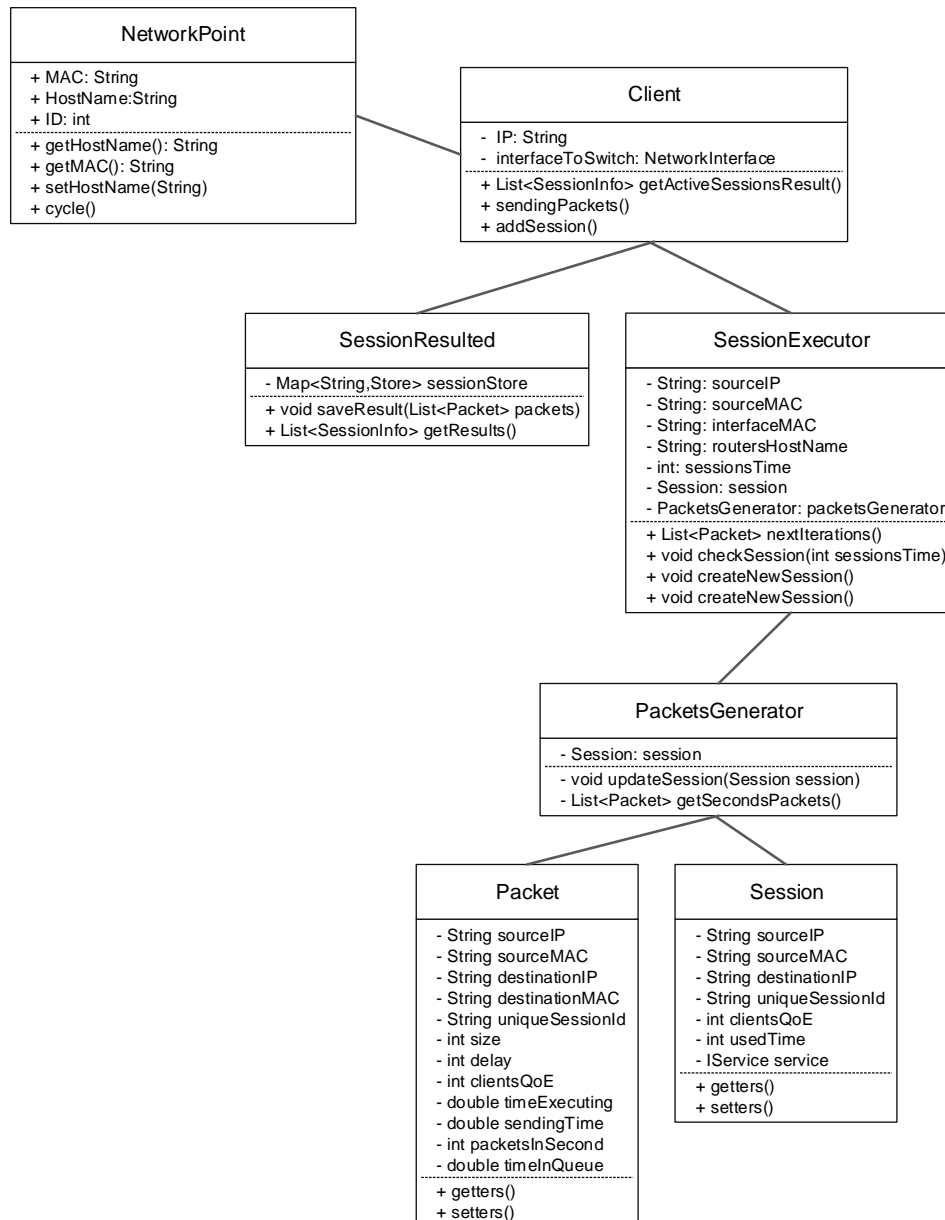 NetworkPoint
+ MAC: String
+ HostName:String
+ ID: int
+ getHostName(): String
+ getMAC(): String
+ setHostName(String)
+ cycle()
Client
- IP: String
- interfaceToSwitch: NetworkInterface
+ List<SessionInfo> getActiveSessionsResult()
+ sendingPackets()
+ addSession()
SessionResulted
- Map<String,Store> sessionStore
+ void saveResult(List<Packet> packets)
+ List<SessionInfo> getResults()
SessionExecutor
- String: sourceIP
- String: sourceMAC
- String: interfaceMAC
- String: routersHostName
- int: sessionsTime
- Session: session
- PacketsGenerator: packetsGenerator
+ List<Packet> nextIterations()
+ void checkSession(int sessionsTime)
+ void createNewSession()
+ void createNewSession()
PacketsGenerator
- Session: session
- void updateSession(Session session)
- List<Packet> getSecondsPackets()
Packet
- String sourceIP
- String sourceMAC
- String destinationIP
- String destinationMAC
- String uniqueSessionId
- int size
- int delay
- int clientsQoE
- double timeExecuting
- double sendingTime
- int packetsInSecond
- double timeInQueue
+ getters()
+ setters()
Session
- String sourceIP
- String sourceMAC
- String destinationIP
- String uniqueSessionId
- int clientsQoE
- int usedTime
- IService service
+ getters()
+ setters()